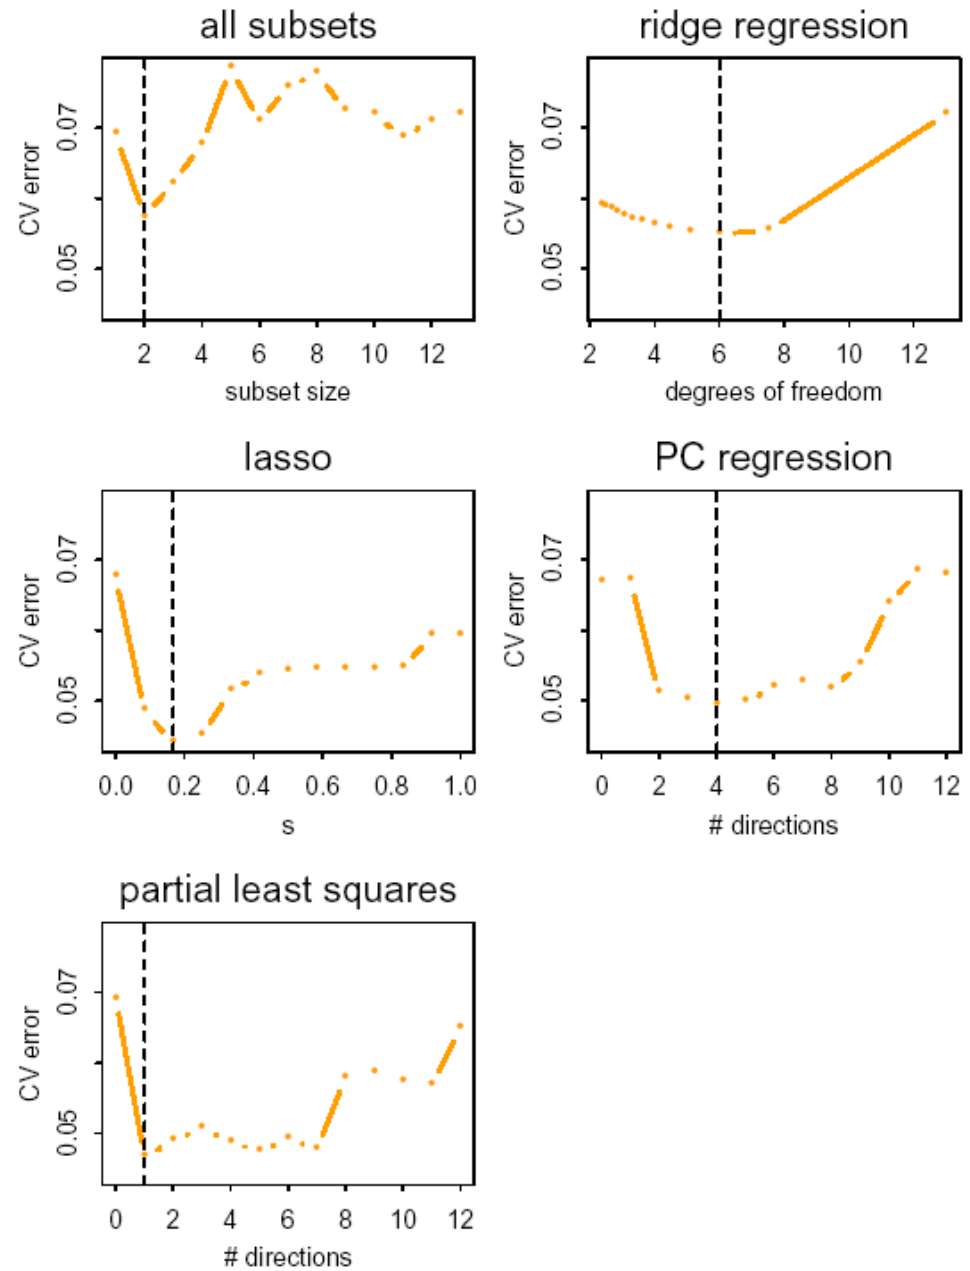 all subsets
CV error
0.07
0.05
2 4 6 8 10 12
subset size
ridge regression
CV error
0.07
0.05
2 4 6 8 10 12
degrees of freedom
lasso
CV error
0.07
0.05
0.0 0.2 0.4 0.6 0.8 1.0
s
PC regression
CV error
0.07
0.05
0 2 4 6 8 10 12
# directions
partial least squares
CV error
0.07
0.05
0 2 4 6 8 10 12
# directions